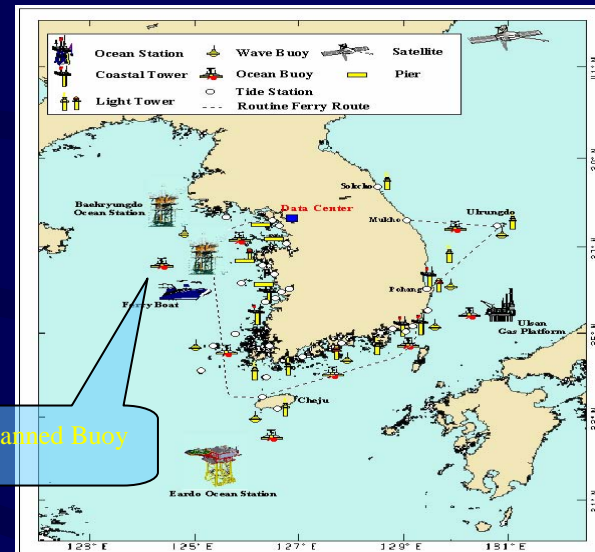 Ocean Station
Wave Buoy
Satellite
Coastal Tower
Ocean Buoy
Pier
Light Tower
Tide Station
Routine Ferry Route
Sokcho
Baekryungdo
Ocean Station
Data Center
Mukho
Ulrungdo
Pohang
Ferry Boat
Ulsan
Gas Platform
Buoy
Cheju
Eardo Ocean Station
123° E
125° E
127° E
129° E
131° E